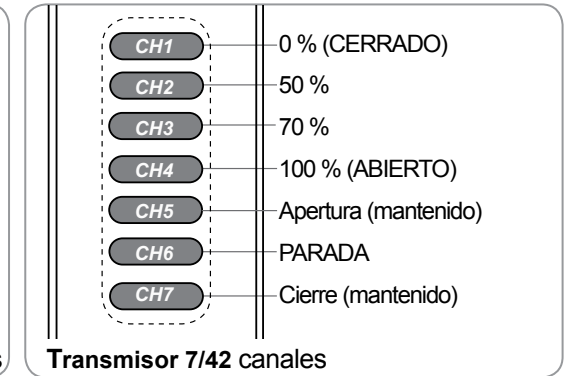 CH1 0 % (CERRADO)
CH2 50 %
CH3 70 %
CH4 100 % (ABIERTO)
CH5 Apertura (mantenido)
CH6 PARADA
CH7 Cierre (mantenido)
s Transmisor 7/42 canales